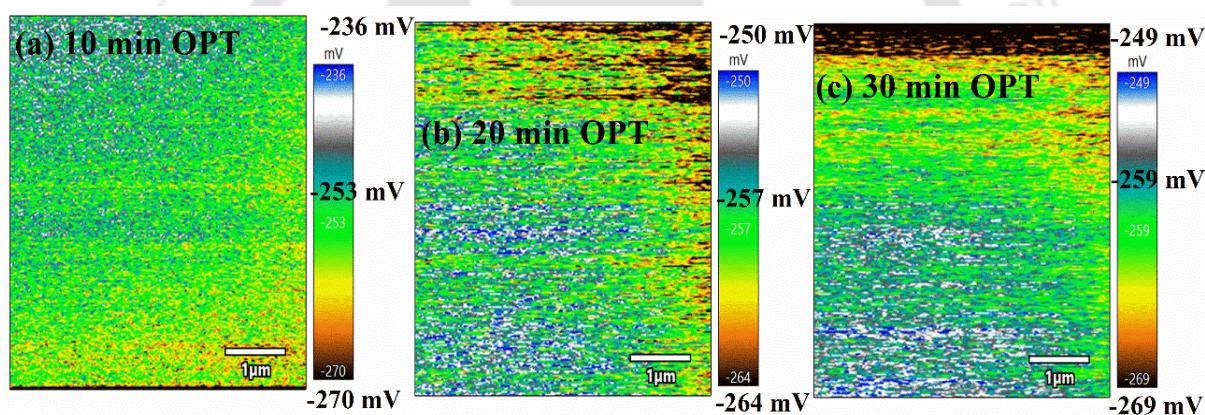 (a) 10 min OPT
-236 mV
mV
-236
-253 mV
-253
-270
-270 mV
1µm
(b) 20 min OPT
-250 mV
mV
-250
-257 mV
-257
-264
-264 mV
1µm
(c) 30 min OPT
-249 mV
mV
-249
-259 mV
-259
-269
-269 mV
1µm